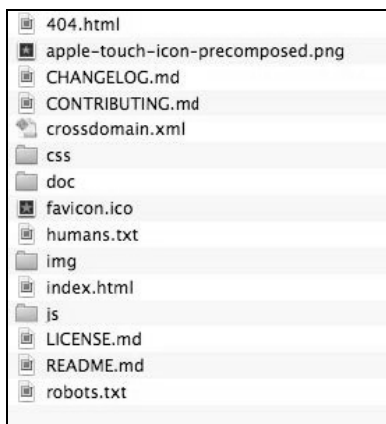 404.html
apple-touch-icon-precomposed.png
CHANGELOG.md
CONTRIBUTING.md
crossdomain.xml
css
doc
favicon.ico
humans.txt
img
index.html
js
LICENSE.md
README.md
robots.txt